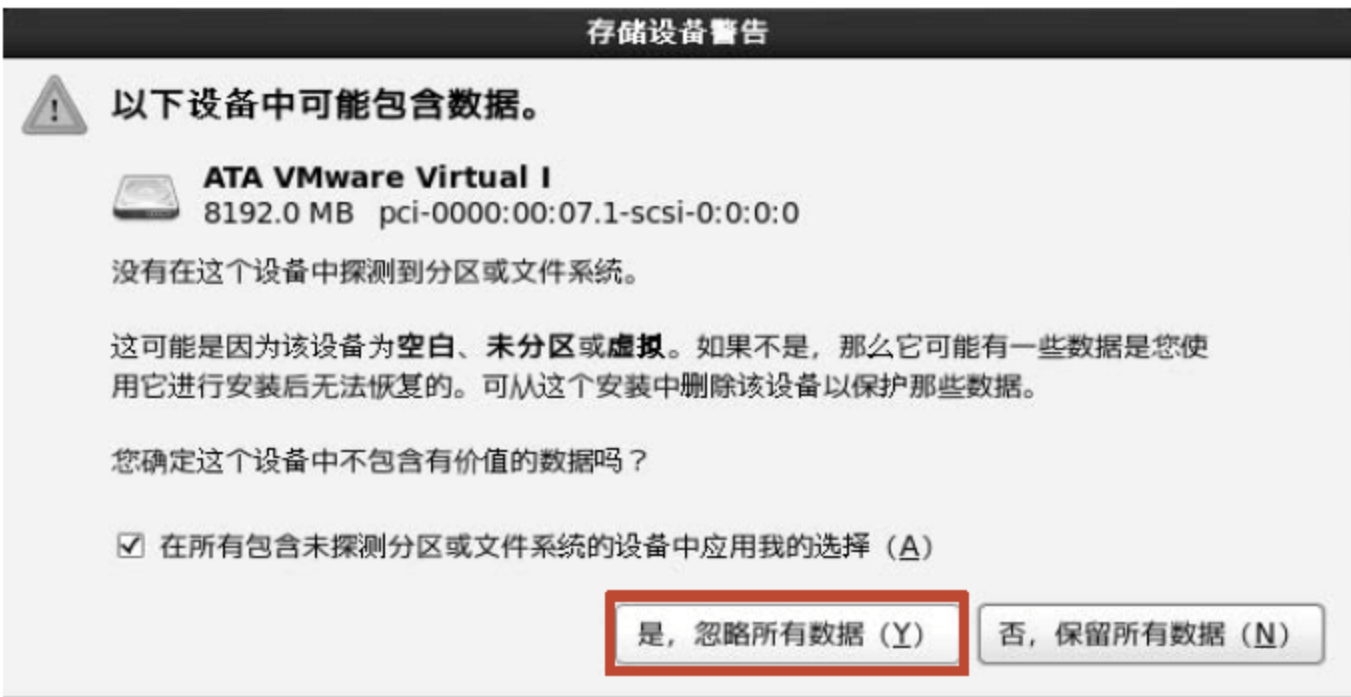 存储设备警告
以下设备中可能包含数据。
ATA VMware Virtual I
8192.0 MB pci-0000:00:07.1-scsi-0:0:0:0
没有在这个设备中探测到分区或文件系统。
这可能是因为该设备为空白、未分区或虚拟。如果不是，那么它可能有一些数据是您使
用它进行安装后无法恢复的。可从这个安装中删除该设备以保护那些数据。
您确定这个设备中不包含有价值的数据吗？
在所有包含未探测分区或文件系统的设备中应用我的选择（A）
是，忽略所有数据（Y） 否，保留所有数据（N）